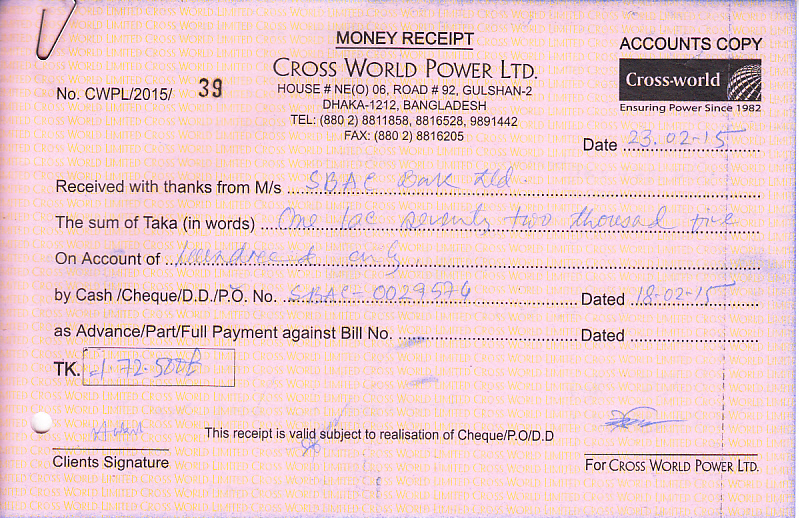 MONEY RECEIPT
ACCOUNTS COPY
CROSS WORLD POWER LTD.
Cross-world
Ensuring Power Since 1982
No. CWPL/2015/ 39
HOUSE # NE(O) 06, ROAD # 92, GULSHAN-2
DHAKA-1212, BANGLADESH
TEL: (880 2) 8811858, 8816528, 9891442
FAX: (880 2) 8816205
Date 23.02-15
Received with thanks from M/s SBAC Bank Ltd.
The sum of Taka (in words) One lac seventy two thousand five
On Account of hundred & only.
by Cash /Cheque/D.D./P.O. No. SBAC-0029574 Dated 18-02-15
as Advance/Part/Full Payment against Bill No. Dated
TK. =1.72.500/-
This receipt is valid subject to realisation of Cheque/P.O/D.D
Clients Signature
For CROSS WORLD POWER LTD.